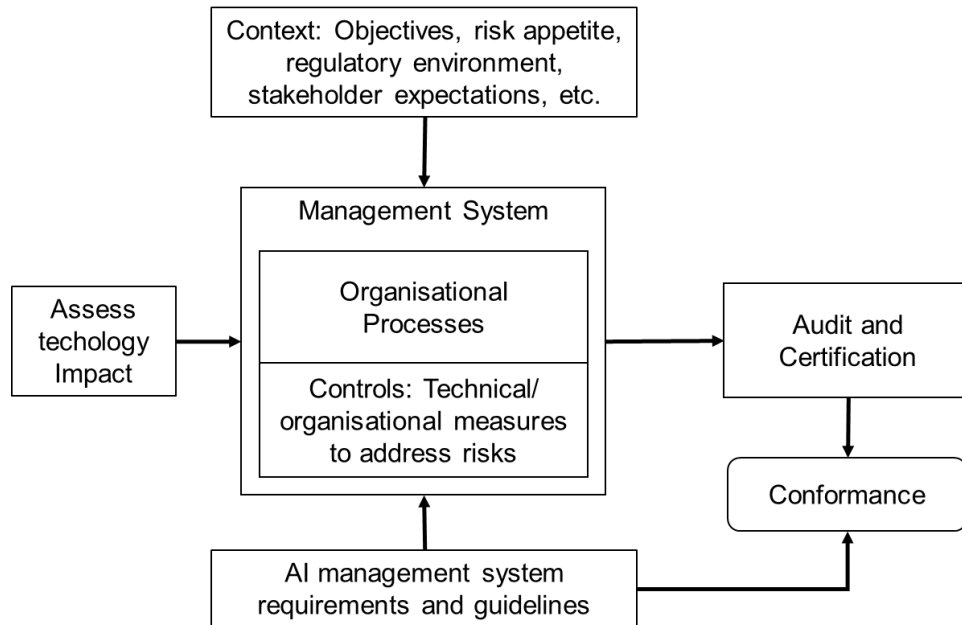 Context: Objectives, risk appetite,
regulatory environment,
stakeholder expectations, etc.
Management System
Organisational
Processes
Controls: Technical/
organisational measures
to address risks
Assess
techology
Impact
Audit and
Certification
Conformance
AI management system
requirements and guidelines